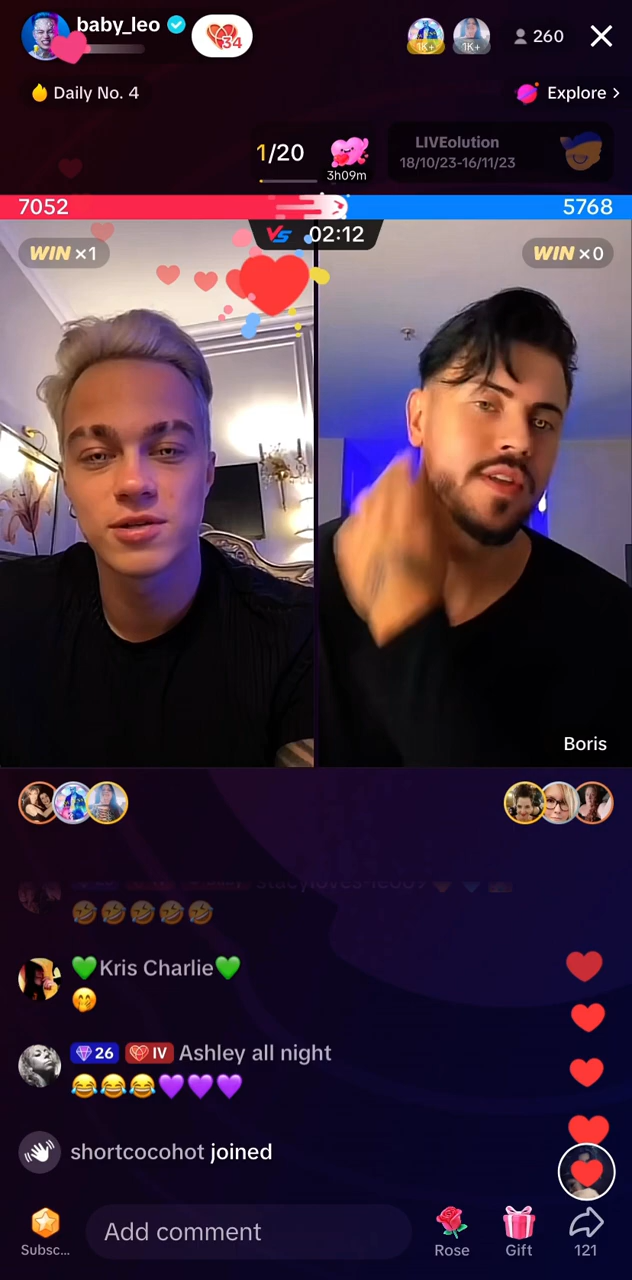 baby_leo
34
1K+
1K+
260
Daily No. 4
Explore >
1/20
3h09m
LIVEolution
18/10/23-16/11/23
7052
5768
VS 02:12
WIN ×1
WIN ×0
Boris
Kris Charlie
26 IV Ashley all night
shortcocohot joined
Subsc...
Add comment
Rose
Gift
121